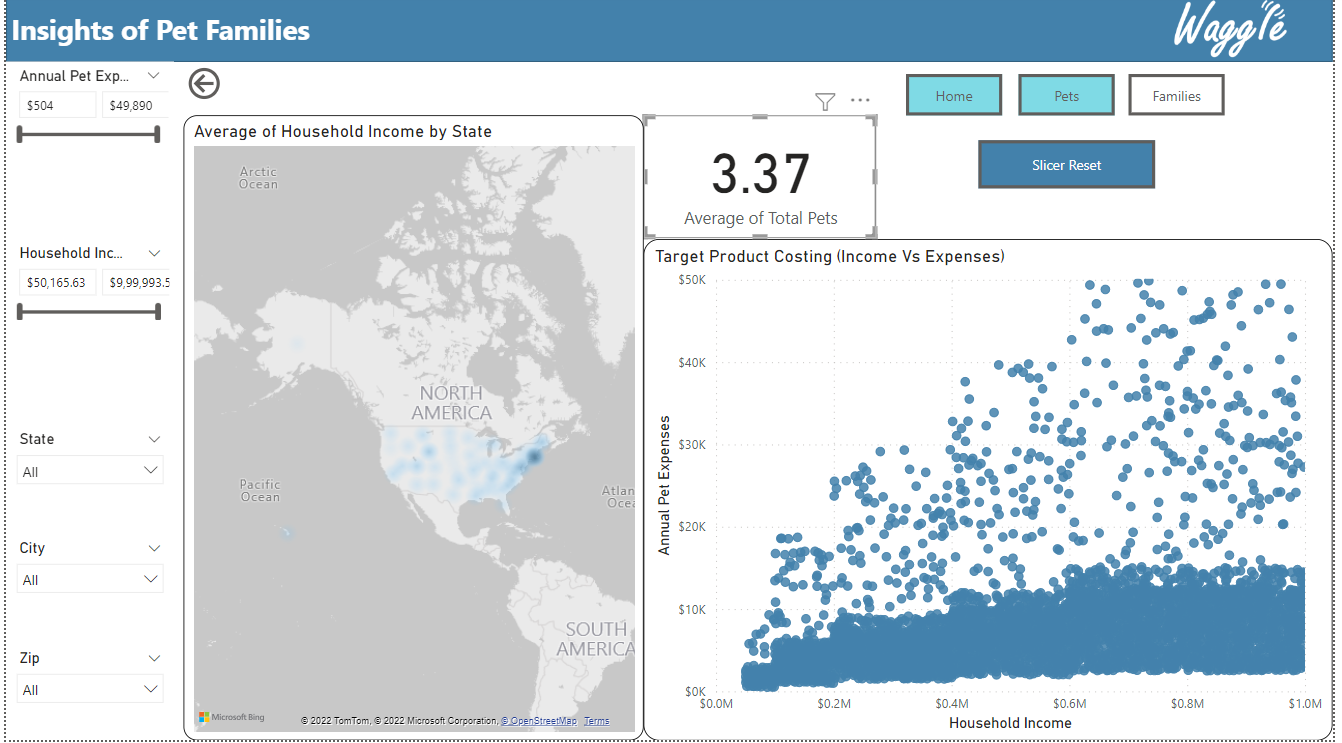 Insights of Pet Families
Waggle
Annual Pet Exp...
$504
$49,890
Household Inc...
$50,165.63
$9,99,993.5
State
All
City
All
Zip
All
Average of Household Income by State
Arctic
Ocean
NORTH
AMERICA
Pacific
Ocean
Atlan
Ocea
SOUTH
AMERICA
Microsoft Bing
© 2022 TomTom, © 2022 Microsoft Corporation, © OpenStreetMap Terms
3.37
Average of Total Pets
Home
Pets
Families
Slicer Reset
Target Product Costing (Income Vs Expenses)
Annual Pet Expenses
$50K
$40K
$30K
$20K
$10K
$0K
$0.0M
$0.2M
$0.4M
$0.6M
$0.8M
$1.0M
Household Income